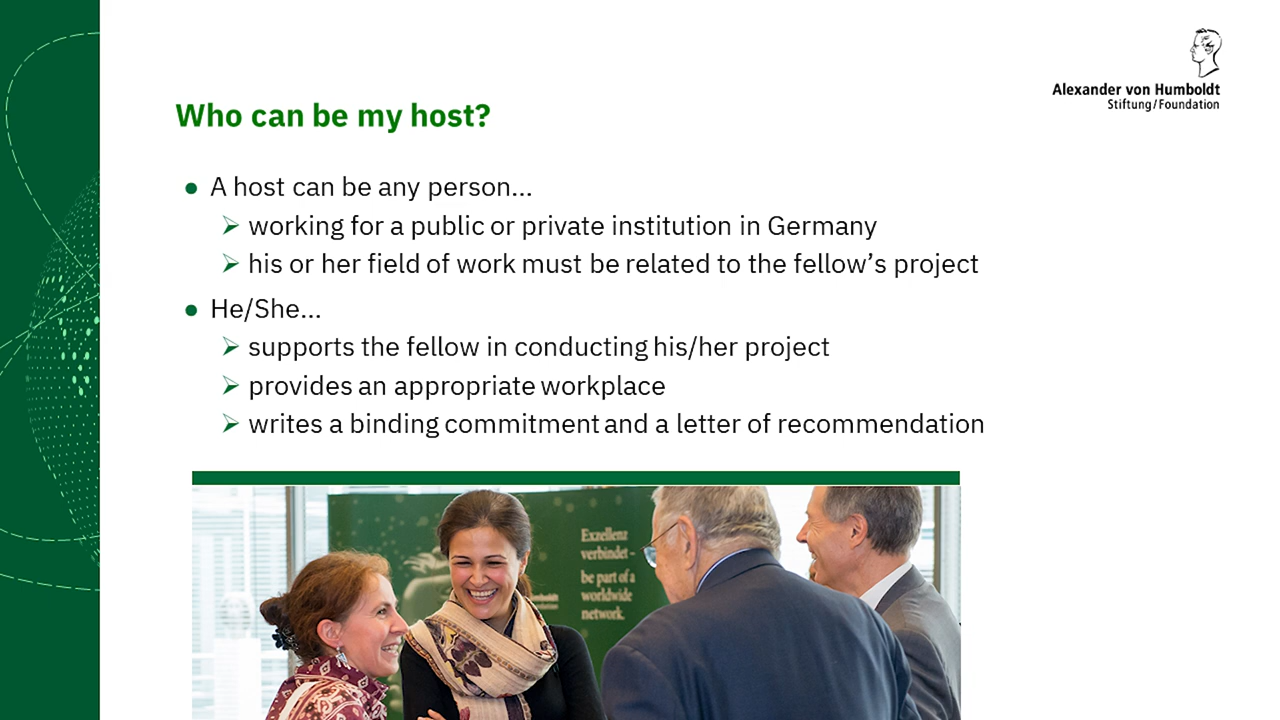 Alexander von Humboldt
Stiftung/Foundation
Who can be my host?
● A host can be any person...
➢ working for a public or private institution in Germany
➢ his or her field of work must be related to the fellow’s project
● He/She...
➢ supports the fellow in conducting his/her project
➢ provides an appropriate workplace
➢ writes a binding commitment and a letter of recommendation
Exzellenz
verbindet –
be part of a
worldwide
network.